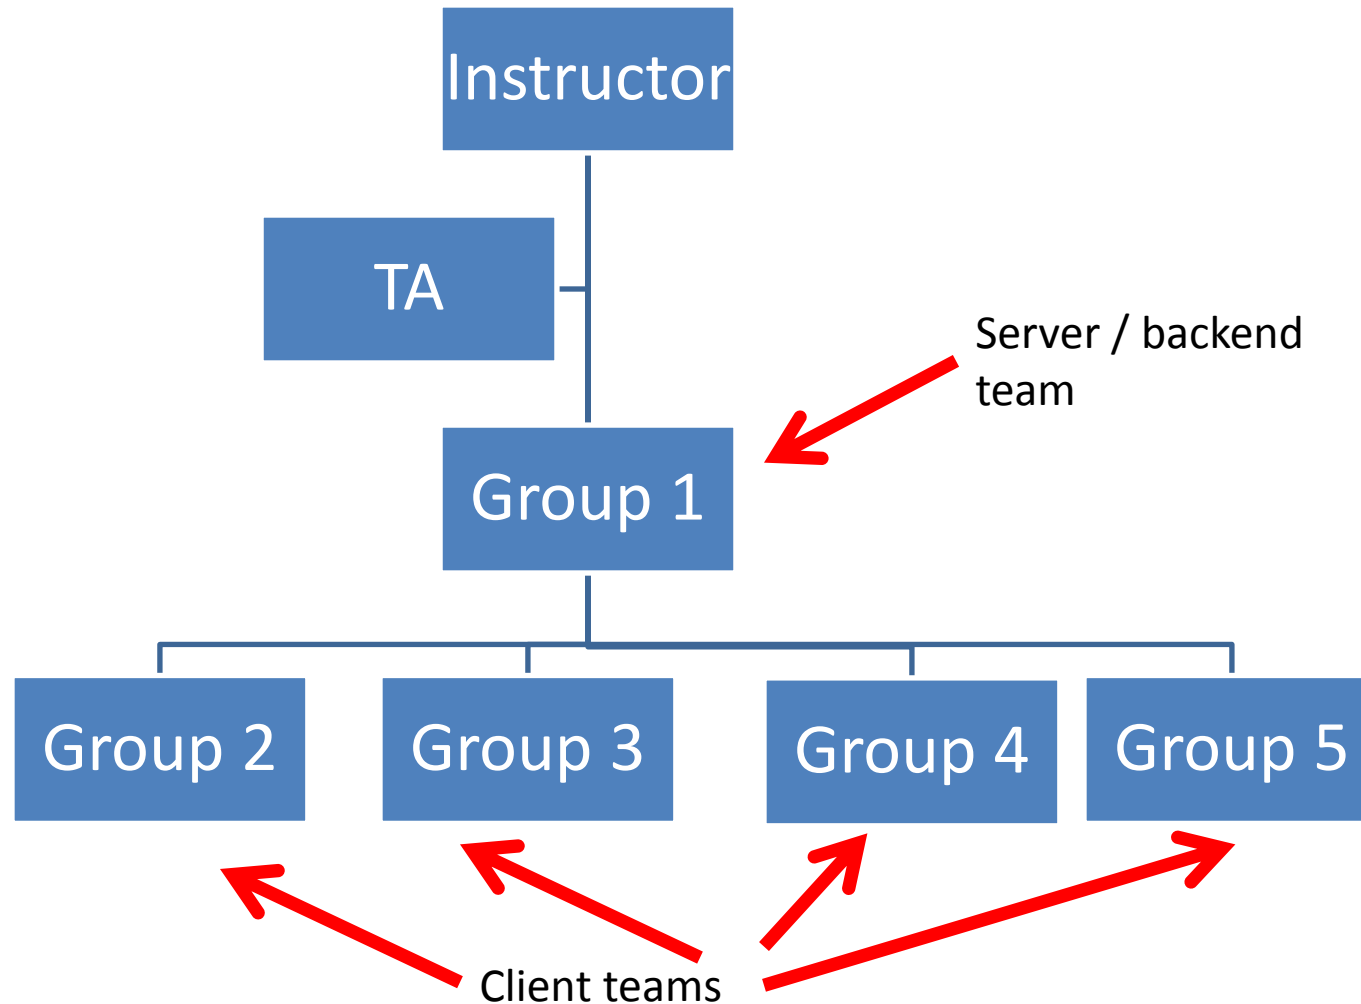 Instructor
TA
Server / backend
team
Group 1
Group 2
Group 3
Group 4
Group 5
Client teams